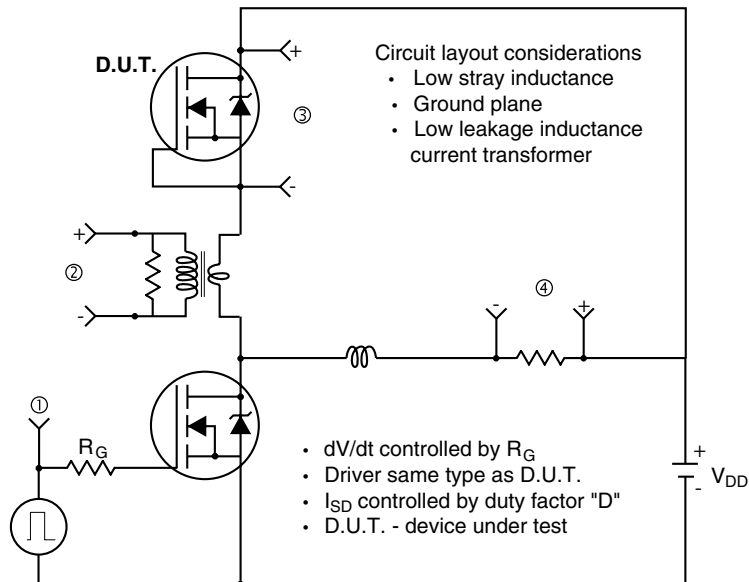 D.U.T.
+
③
-
Circuit layout considerations
• Low stray inductance
• Ground plane
• Low leakage inductance
current transformer
+
②
-
-
④
+
①
R_G
• dV/dt controlled by R_G
• Driver same type as D.U.T.
• I_SD controlled by duty factor "D"
• D.U.T. - device under test
+
V_DD
-